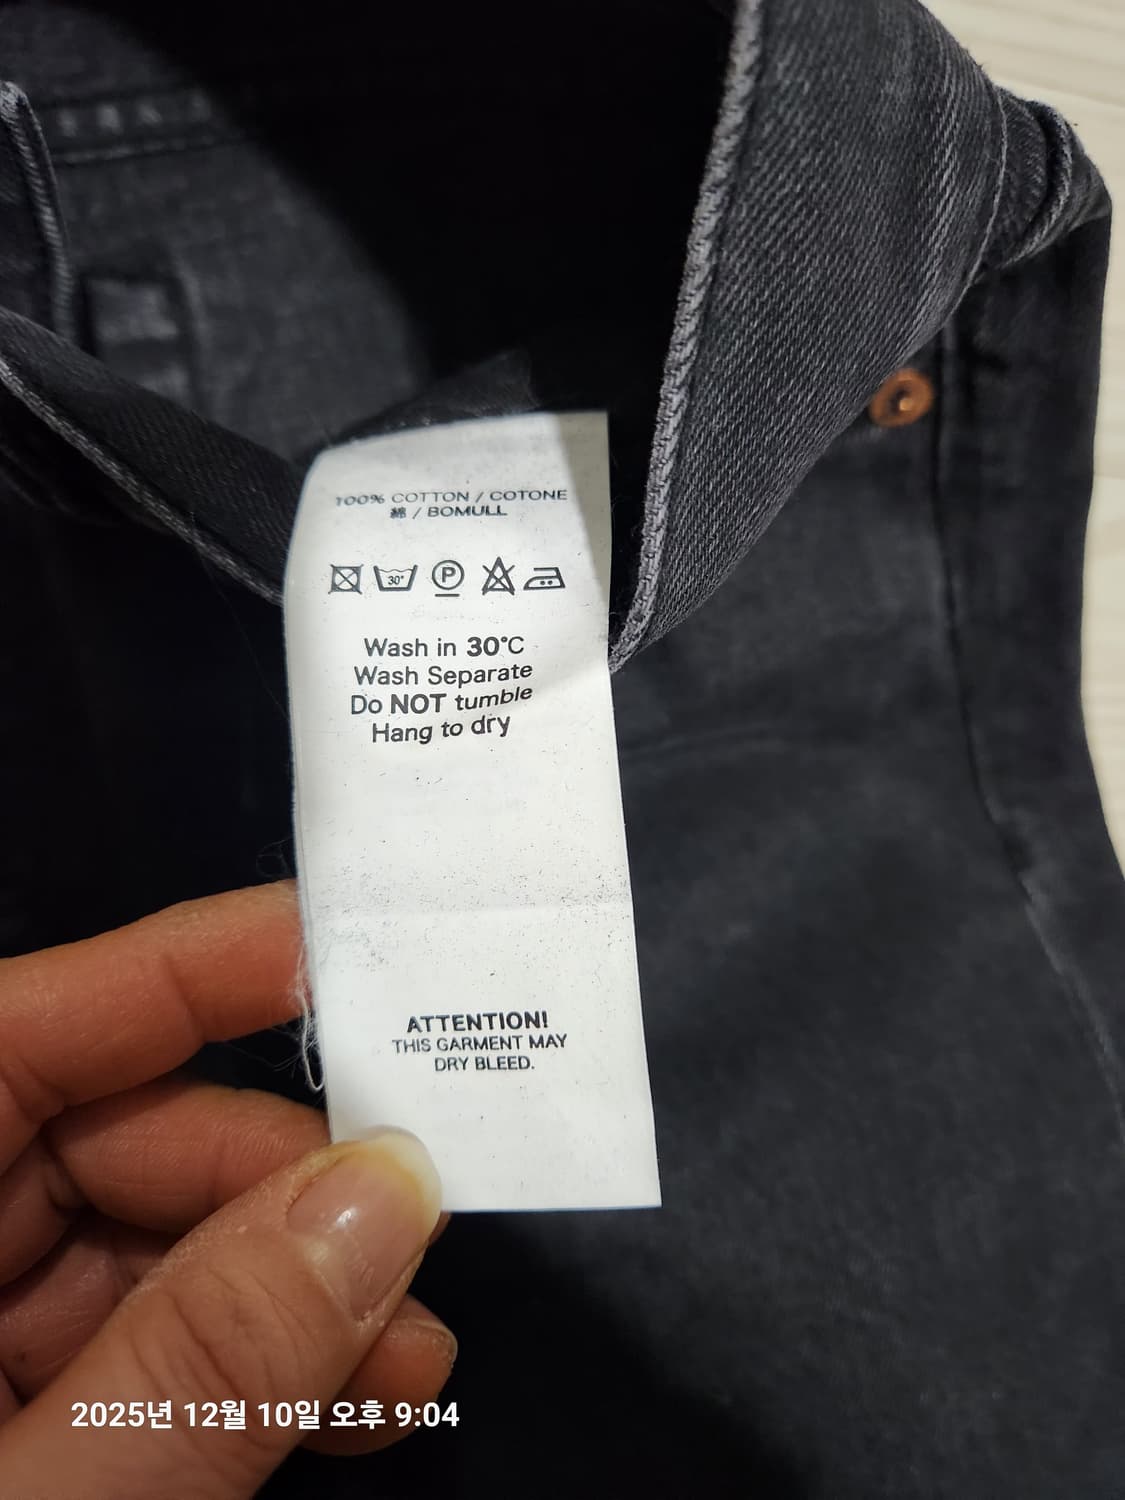 100% COTTON / COTONE
綿 / BOMULL
30°
P
Wash in 30°C
Wash Separate
Do NOT tumble
Hang to dry
ATTENTION!
THIS GARMENT MAY
DRY BLEED.
2025년 12월 10일 오후 9:04